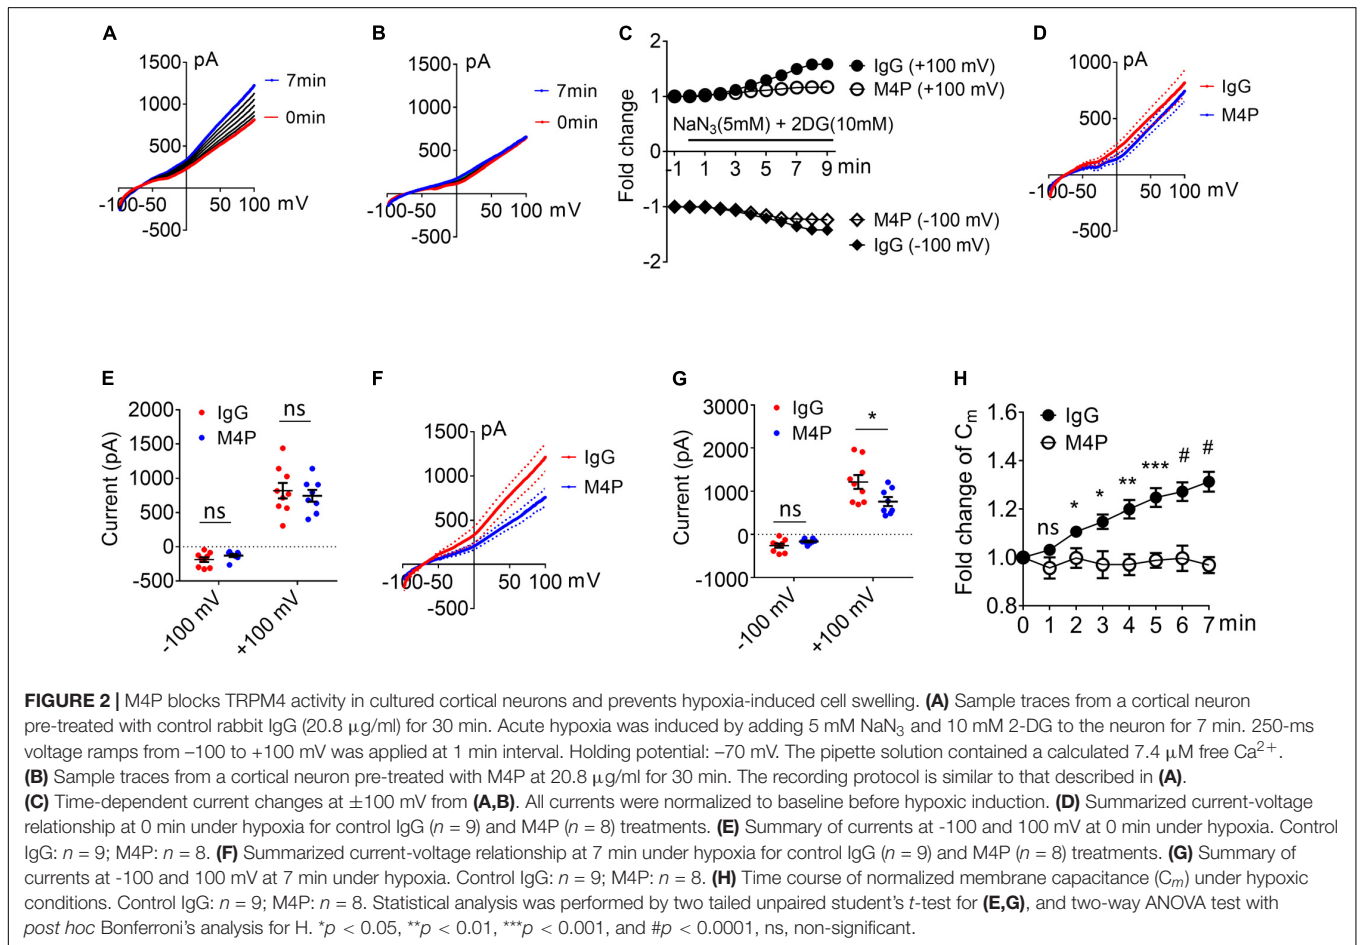 A
1500 pA
1000
500
-500
-100 -50 50 100 mV
7min
0min
B
1500 pA
1000
500
-500
-100 -50 50 100 mV
7min
0min
C
Fold change
2
1
0
-1
-2
NaN3(5mM) + 2DG(10mM)
-1 1 3 5 7 9 min
IgG (+100 mV)
M4P (+100 mV)
M4P (-100 mV)
IgG (-100 mV)
D
1000 pA
500
-500
-100 -50 50 100 mV
IgG
M4P
E
Current (pA)
2000
1500
1000
500
0
-500
IgG
M4P
ns
ns
-100 mV
+100 mV
F
1500 pA
1000
500
-500
-100 -50 50 100 mV
IgG
M4P
G
Current (pA)
3000
2000
1000
0
-1000
IgG
M4P
ns
*
-100 mV
+100 mV
H
Fold change of Cm
1.6
1.4
1.2
1.0
0.8
IgG
M4P
ns * * ** *** # #
0 1 2 3 4 5 6 7 min
FIGURE 2 | M4P blocks TRPM4 activity in cultured cortical neurons and prevents hypoxia-induced cell swelling. (A) Sample traces from a cortical neuron
pre-treated with control rabbit IgG (20.8 μg/ml) for 30 min. Acute hypoxia was induced by adding 5 mM NaN3 and 10 mM 2-DG to the neuron for 7 min. 250-ms
voltage ramps from –100 to +100 mV was applied at 1 min interval. Holding potential: –70 mV. The pipette solution contained a calculated 7.4 μM free Ca2+.
(B) Sample traces from a cortical neuron pre-treated with M4P at 20.8 μg/ml for 30 min. The recording protocol is similar to that described in (A).
(C) Time-dependent current changes at ±100 mV from (A,B). All currents were normalized to baseline before hypoxic induction. (D) Summarized current-voltage
relationship at 0 min under hypoxia for control IgG (n = 9) and M4P (n = 8) treatments. (E) Summary of currents at -100 and 100 mV at 0 min under hypoxia. Control
IgG: n = 9; M4P: n = 8. (F) Summarized current-voltage relationship at 7 min under hypoxia for control IgG (n = 9) and M4P (n = 8) treatments. (G) Summary of
currents at -100 and 100 mV at 7 min under hypoxia. Control IgG: n = 9; M4P: n = 8. (H) Time course of normalized membrane capacitance (Cm) under hypoxic
conditions. Control IgG: n = 9; M4P: n = 8. Statistical analysis was performed by two tailed unpaired student's t-test for (E,G), and two-way ANOVA test with
post hoc Bonferroni's analysis for H. *p < 0.05, **p < 0.01, ***p < 0.001, and #p < 0.0001, ns, non-significant.